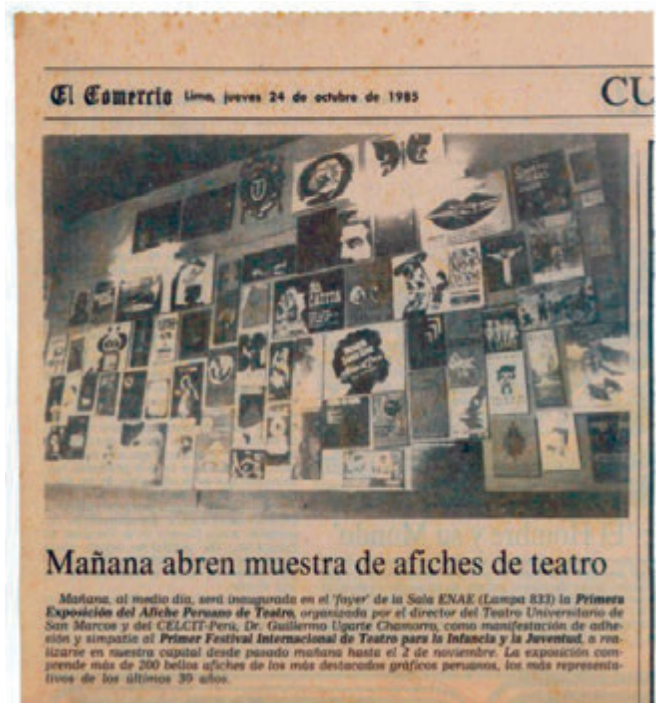 El Comercio Lima, jueves 24 de octubre de 1985
CU
Mañana abren muestra de afiches de teatro
Mañana, al medio día, será inaugurada en el 'foyer' de la Sala ENAE (Lampa 833) la Primera
Exposición del Afiche Peruano de Teatro, organizada por el director del Teatro Universitario de
San Marcos y del CELCIT-Perú, Dr. Guillermo Ugarte Chamorro, como manifestación de adhe-
sión y simpatía al Primer Festival Internacional de Teatro para la Infancia y la Juventud, a rea-
lizarse en nuestra capital desde pasado mañana hasta el 2 de noviembre. La exposición com-
prende más de 200 bellos afiches de los más destacados gráficos peruanos, los más representa-
tivos de los últimos 30 años.